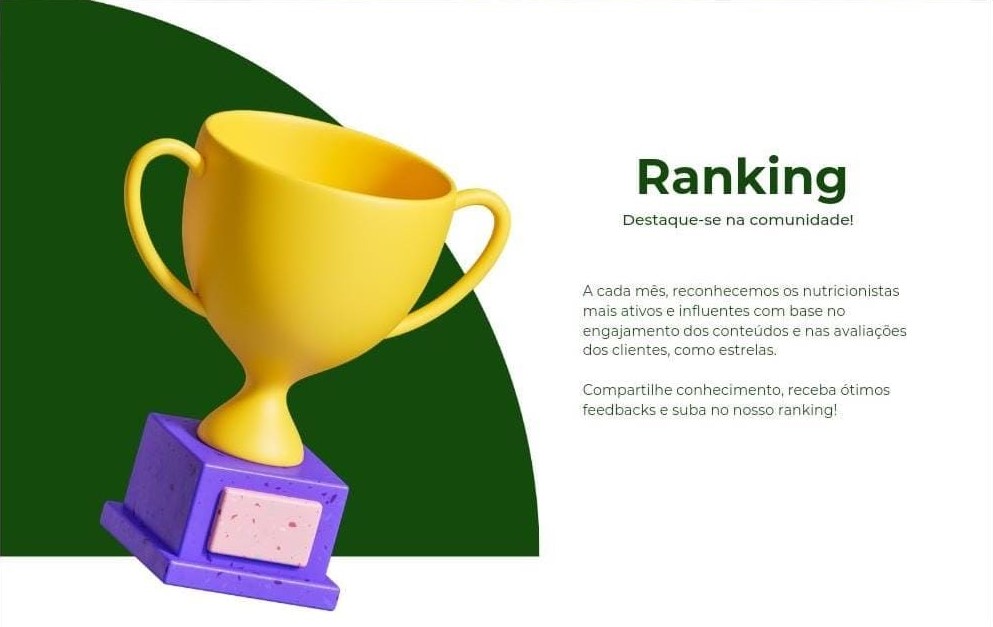 Ranking
Destaque-se na comunidade!
A cada mês, reconhecemos os nutricionistas
mais ativos e influentes com base no
engajamento dos conteúdos e nas avaliações
dos clientes, como estrelas.
Compartilhe conhecimento, receba ótimos
feedbacks e suba no nosso ranking!